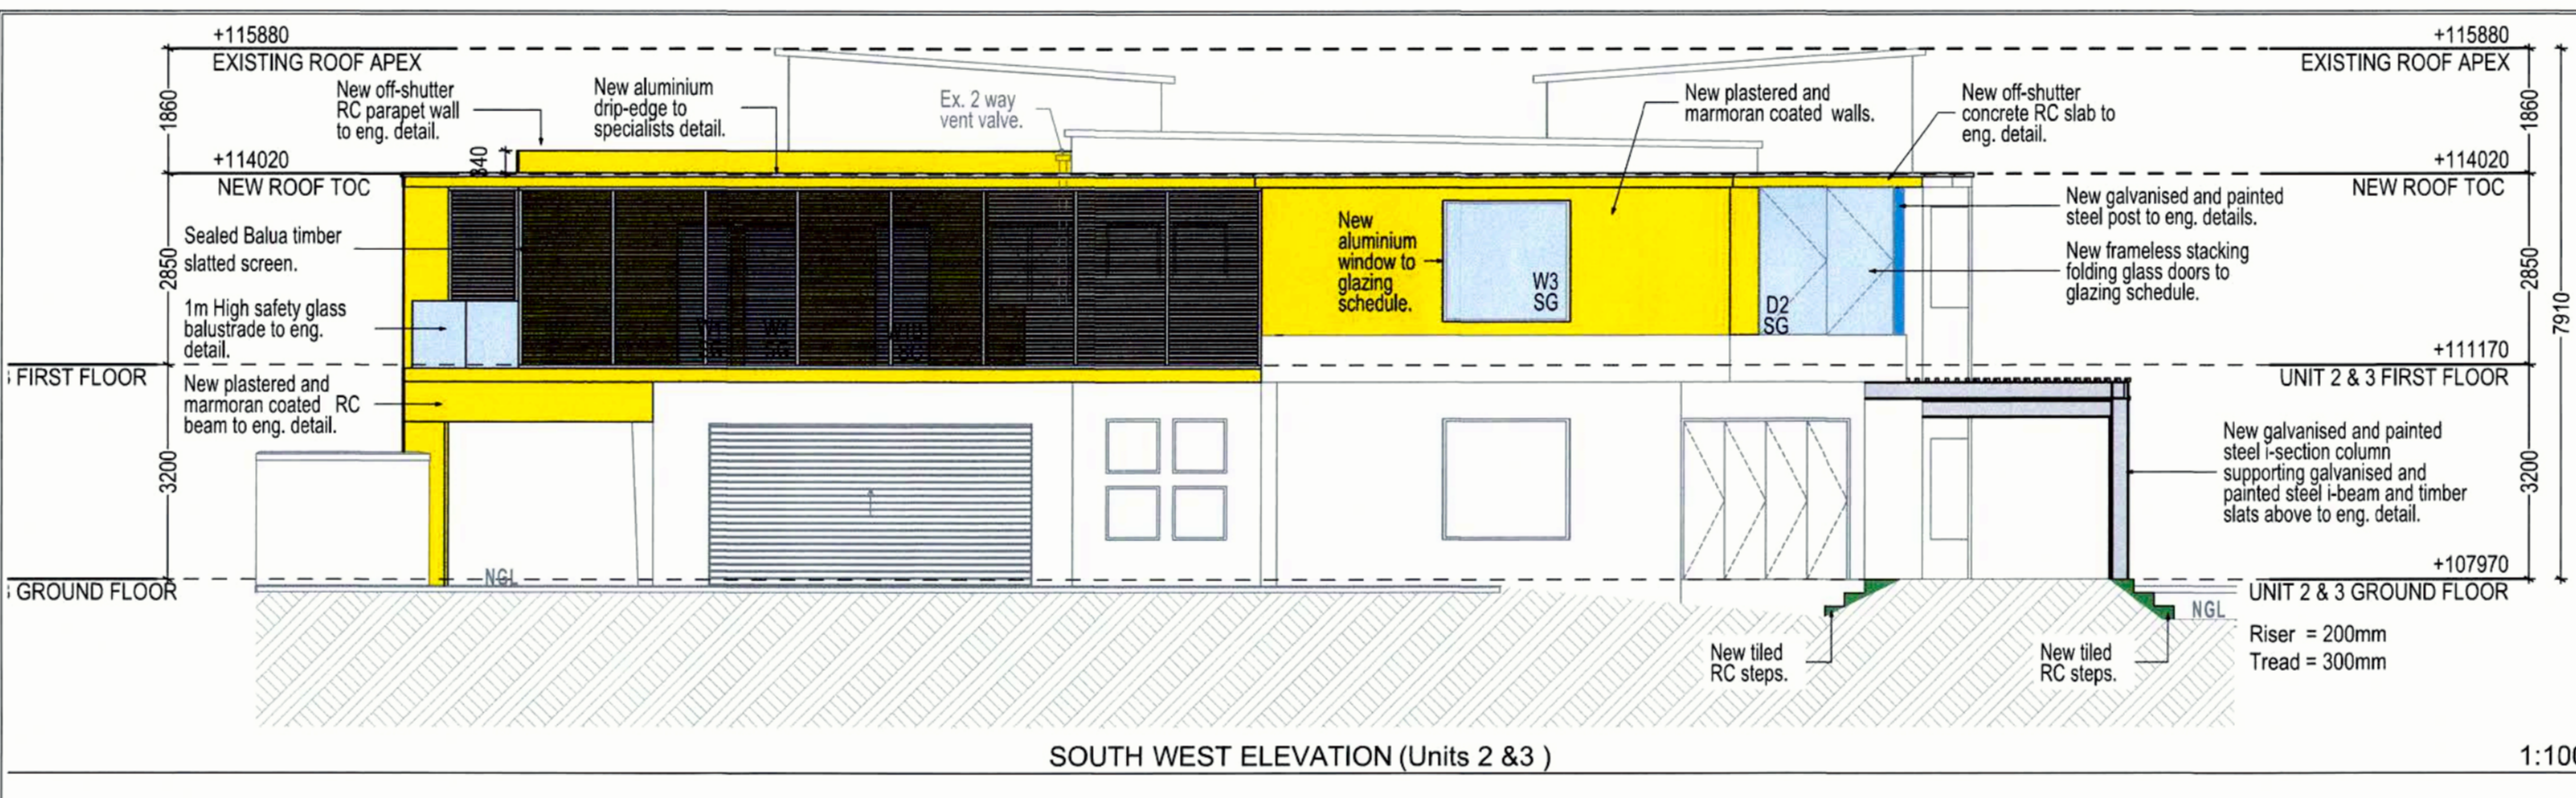 +115880
EXISTING ROOF APEX
1860
+114020
NEW ROOF TOC
340
2850
FIRST FLOOR
3200
GROUND FLOOR
New off-shutter
RC parapet wall
to eng. detail.
New aluminium
drip-edge to
specialists detail.
Ex. 2 way
vent valve.
Sealed Balua timber
slatted screen.
1m High safety glass
balustrade to eng.
detail.
New plastered and
marmoran coated RC
beam to eng. detail.
NGL
New plastered and
marmoran coated walls.
New off-shutter
concrete RC slab to
eng. detail.
New
aluminium
window to
glazing
schedule.
W3
SG
D2
SG
New galvanised and painted
steel post to eng. details.
New frameless stacking
folding glass doors to
glazing schedule.
New galvanised and painted
steel i-section column
supporting galvanised and
painted steel i-beam and timber
slats above to eng. detail.
+115880
EXISTING ROOF APEX
1860
+114020
NEW ROOF TOC
2850
7910
+111170
UNIT 2 & 3 FIRST FLOOR
3200
+107970
UNIT 2 & 3 GROUND FLOOR
NGL
Riser = 200mm
Tread = 300mm
New tiled
RC steps.
New tiled
RC steps.
SOUTH WEST ELEVATION (Units 2 &3 )
1:100